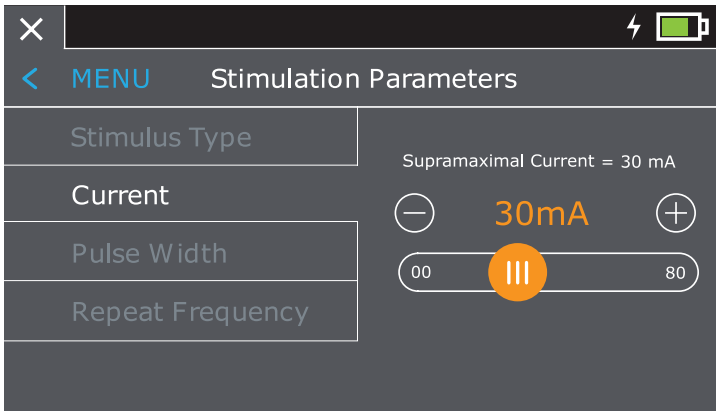 < MENU Stimulation Parameters
Stimulus Type
Current
Pulse Width
Repeat Frequency
Supramaximal Current = 30 mA
30mA
00 80